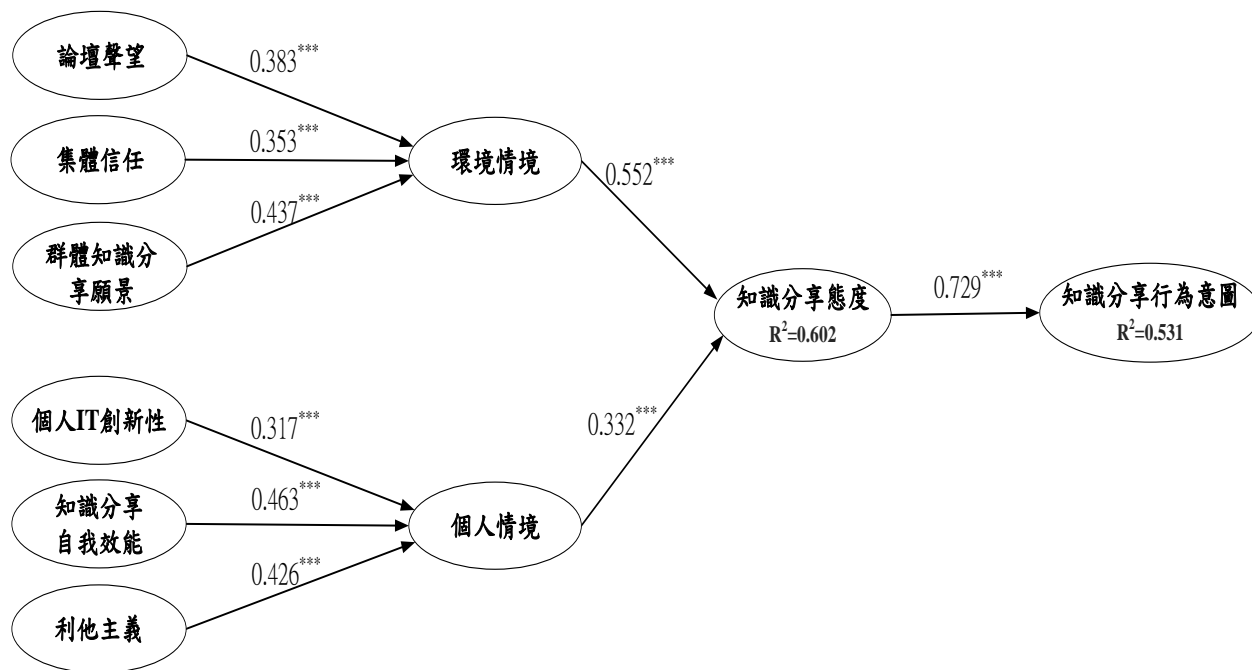 論壇聲望
0.383***
集體信任
0.353***
環境情境
0.552***
群體知識分
享願景
0.437***
知識分享態度
R²=0.602
0.729***
知識分享行為意圖
R²=0.531
個人IT創新性
0.317***
0.332***
知識分享
自我效能
0.463***
個人情境
利他主義
0.426***